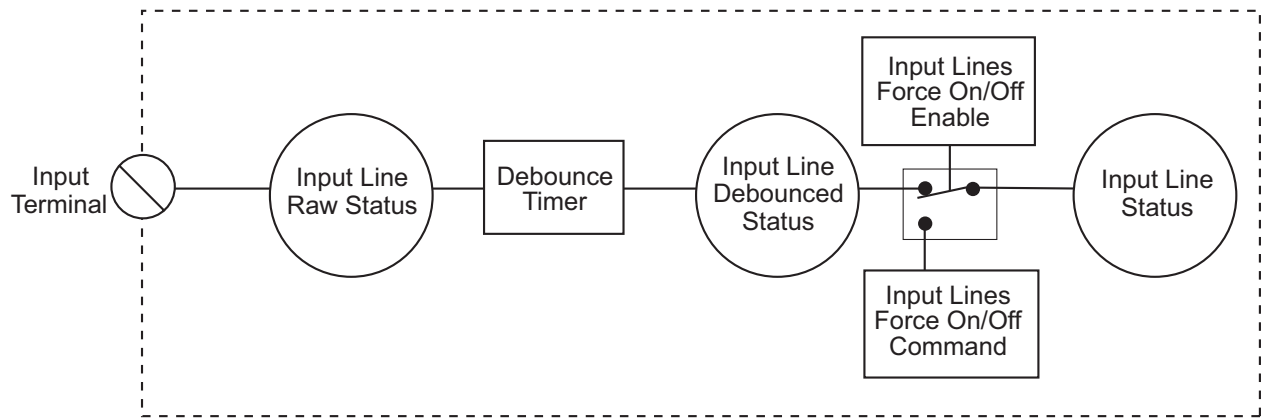 Input
Terminal
Input Line
Raw Status
Debounce
Timer
Input Line
Debounced
Status
Input Lines
Force On/Off
Enable
Input Lines
Force On/Off
Command
Input Line
Status